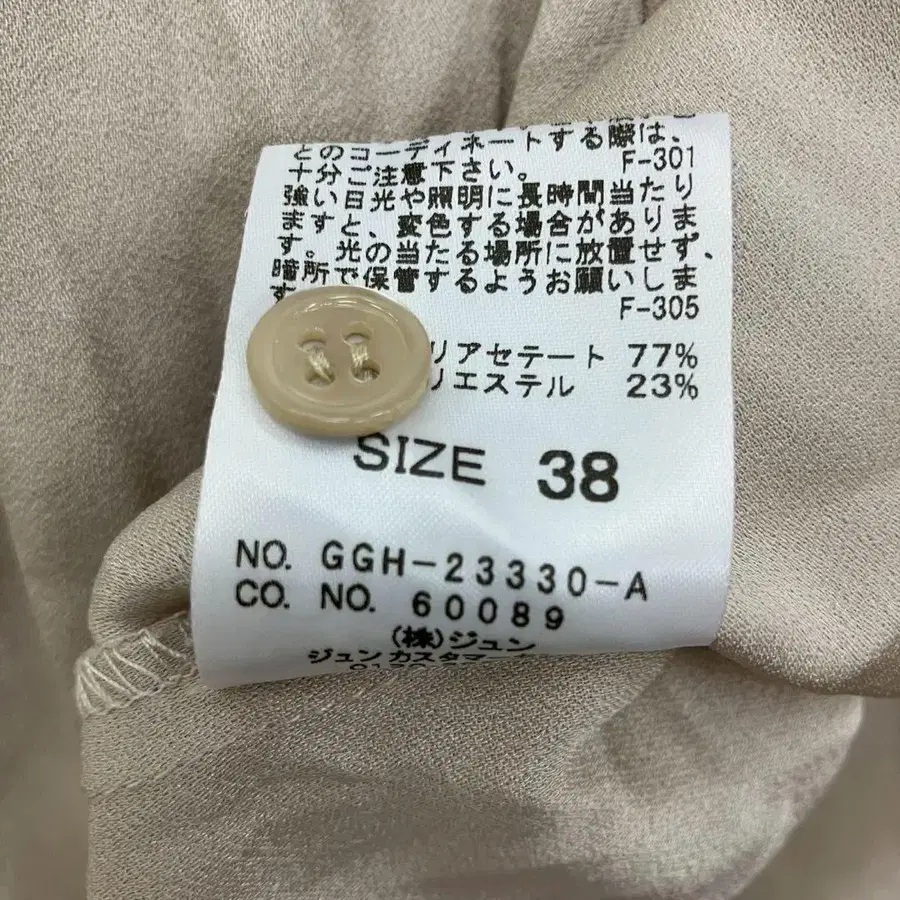 とのコーディネートする際は、
十分ご注意下さい。
F-301
強い日光や照明に長時間当たり
ますと、変色する場合がありま
す。光の当たる場所に放置せず、
暗所で保管するようお願いしま
す
F-305
リアセテート 77%
リエステル 23%
SIZE 38
NO. GGH-23330-A
CO. NO. 60089
(株)ジュン
ジュンカスタマー